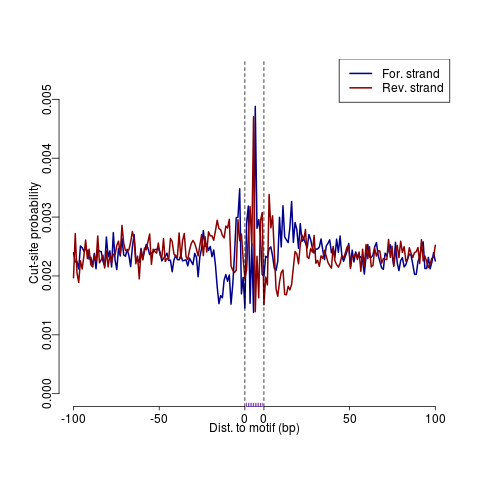 For. strand
Rev. strand
Cut-site probability
0.005
0.004
0.003
0.002
0.001
0.000
-100 -50 0 0 50 100
Dist. to motif (bp)